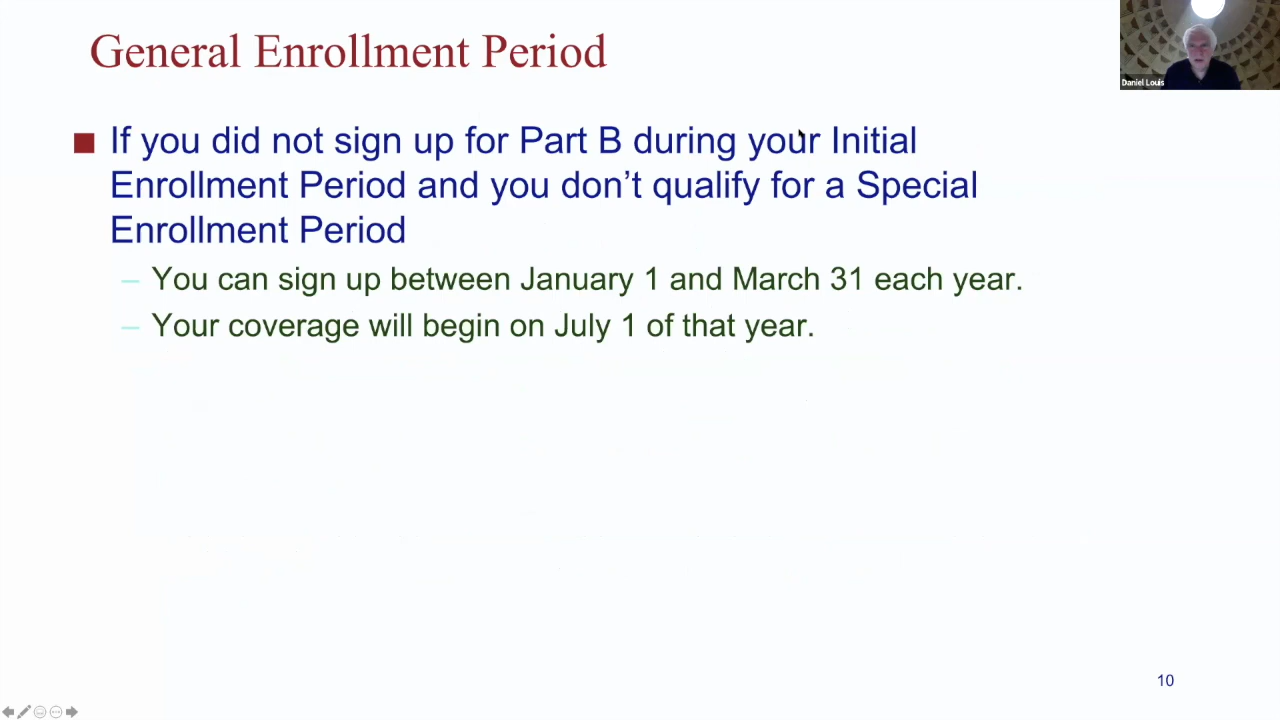 General Enrollment Period
Daniel Louis
If you did not sign up for Part B during your Initial
Enrollment Period and you don’t qualify for a Special
Enrollment Period
– You can sign up between January 1 and March 31 each year.
– Your coverage will begin on July 1 of that year.
10